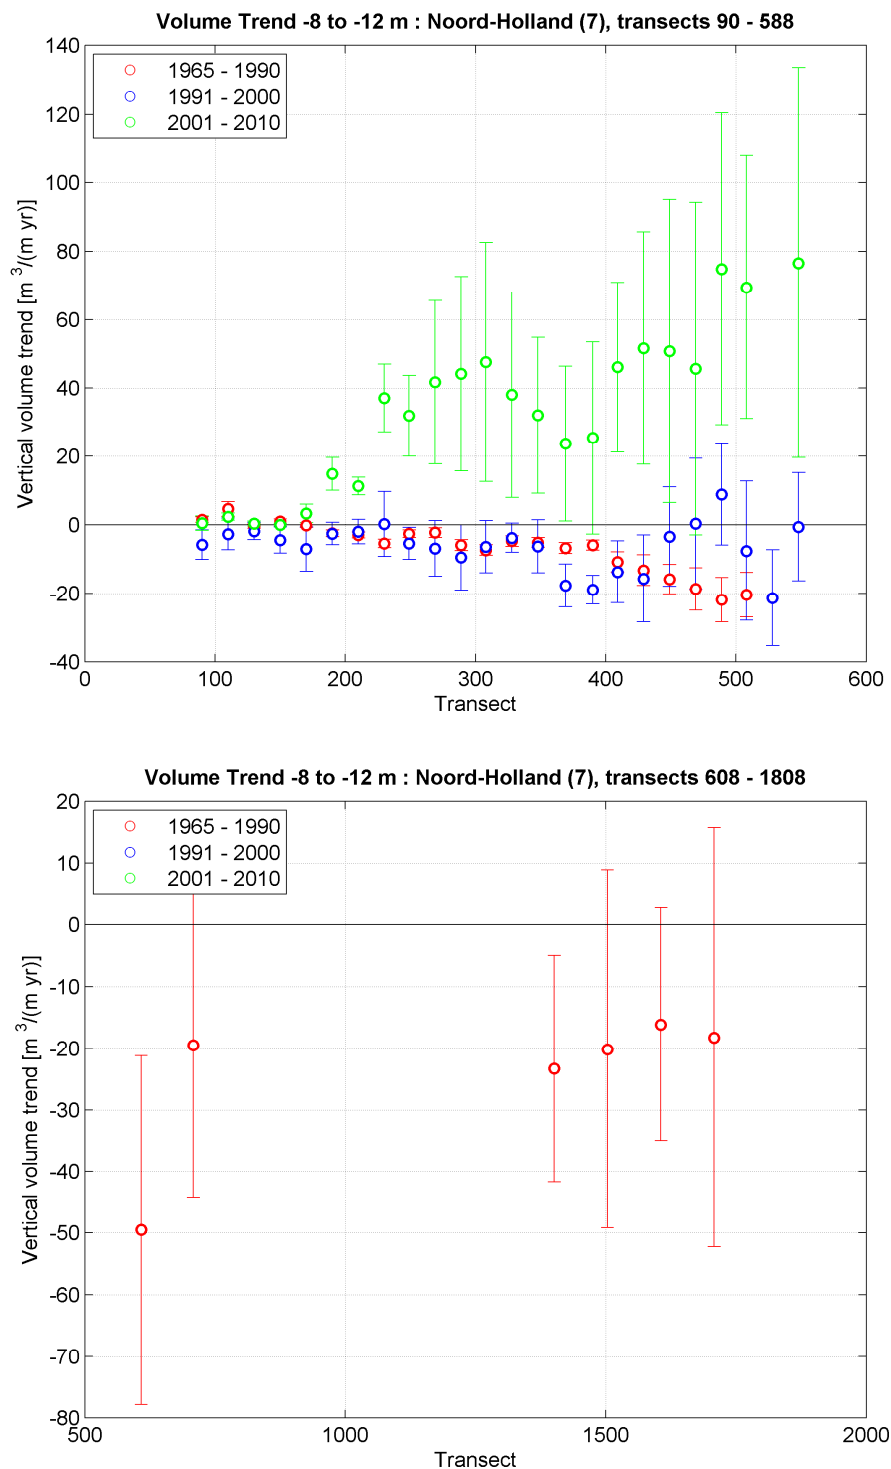 Volume Trend -8 to -12 m : Noord-Holland (7), transects 90 - 588
140
120
100
80
60
40
20
0
-20
-40
Vertical volume trend [m ³/(m yr)]
1965 - 1990
1991 - 2000
2001 - 2010
0 100 200 300 400 500 600
Transect
Volume Trend -8 to -12 m : Noord-Holland (7), transects 608 - 1808
20
10
0
-10
-20
-30
-40
-50
-60
-70
-80
Vertical volume trend [m ³/(m yr)]
1965 - 1990
1991 - 2000
2001 - 2010
500 1000 1500 2000
Transect